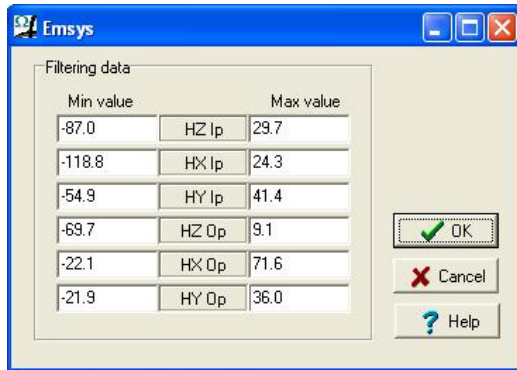 Emsys
Filtering data
Min value Max value
-87.0 HZ Ip 29.7
-118.8 HX Ip 24.3
-54.9 HY Ip 41.4
-69.7 HZ Op 9.1
-22.1 HX Op 71.6
-21.9 HY Op 36.0
OK
Cancel
Help